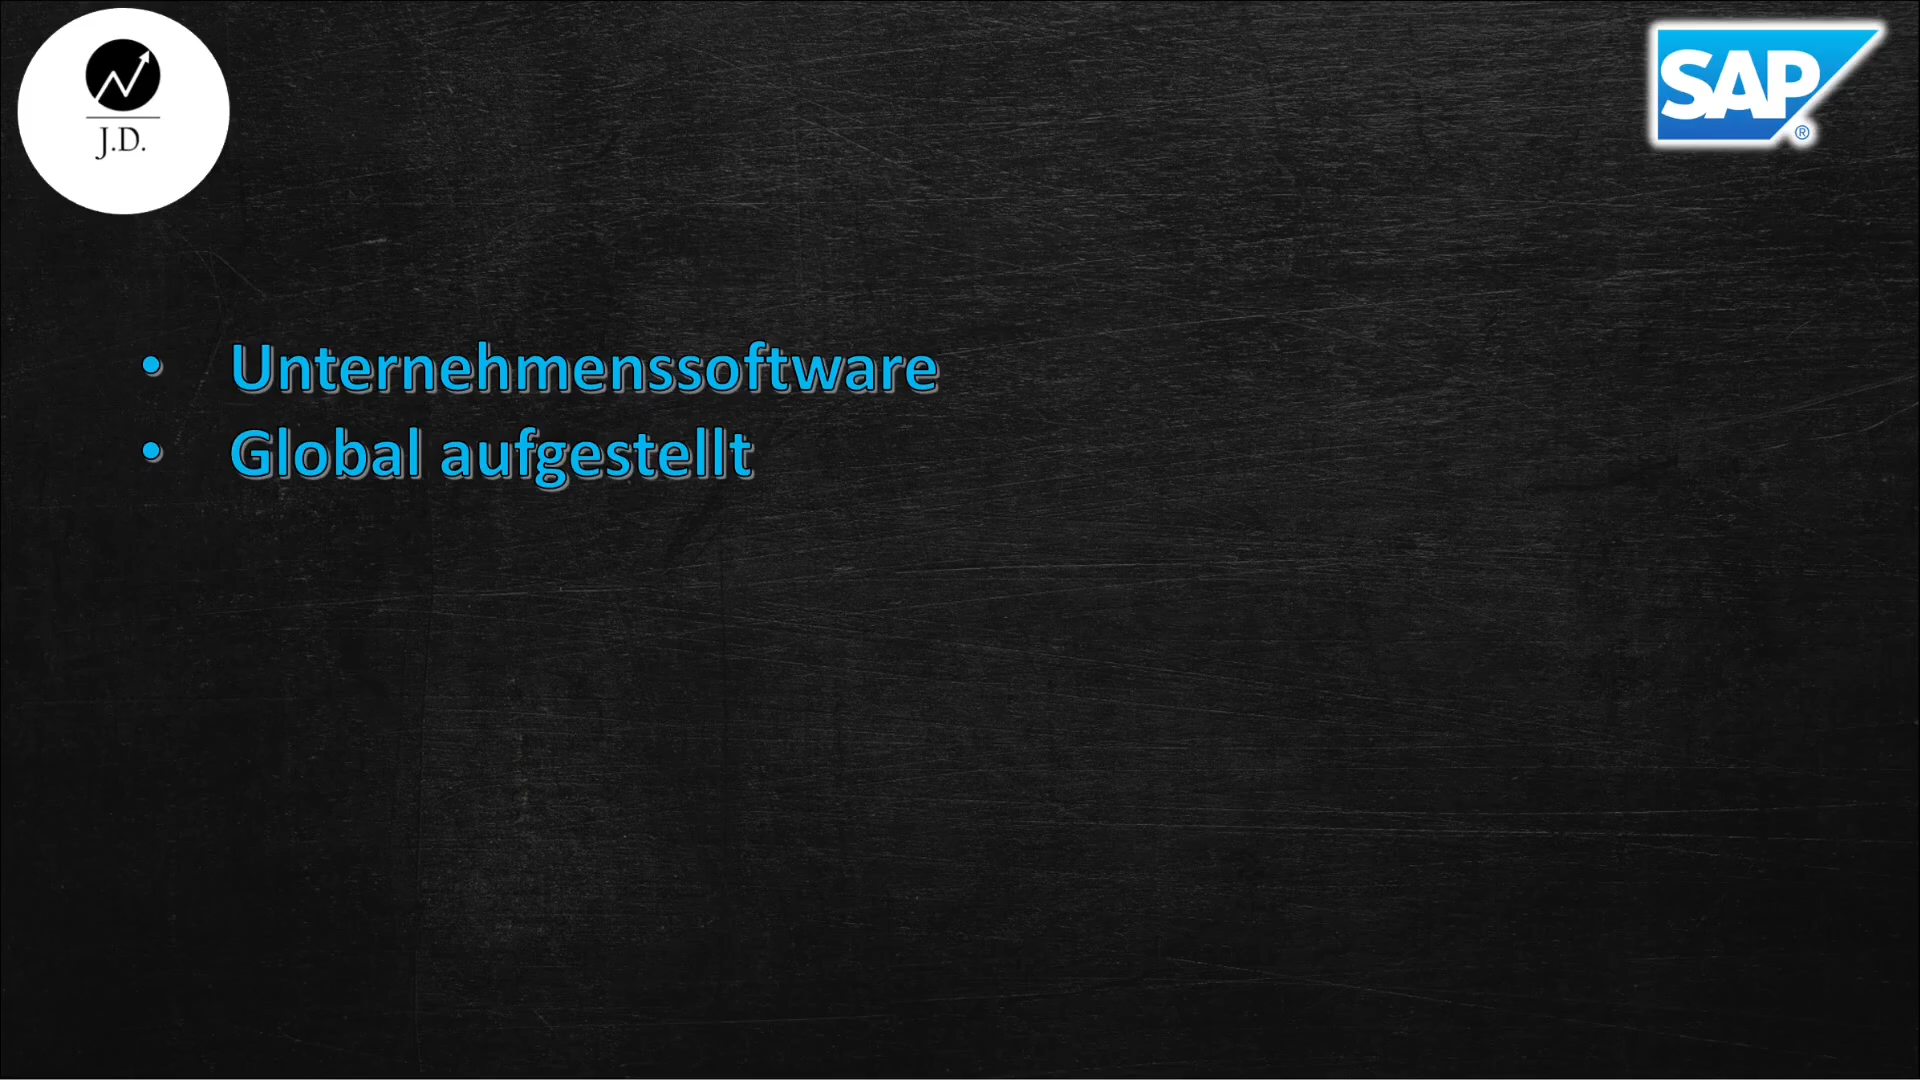 J.D.
SAP
®
• Unternehmenssoftware
• Global aufgestellt